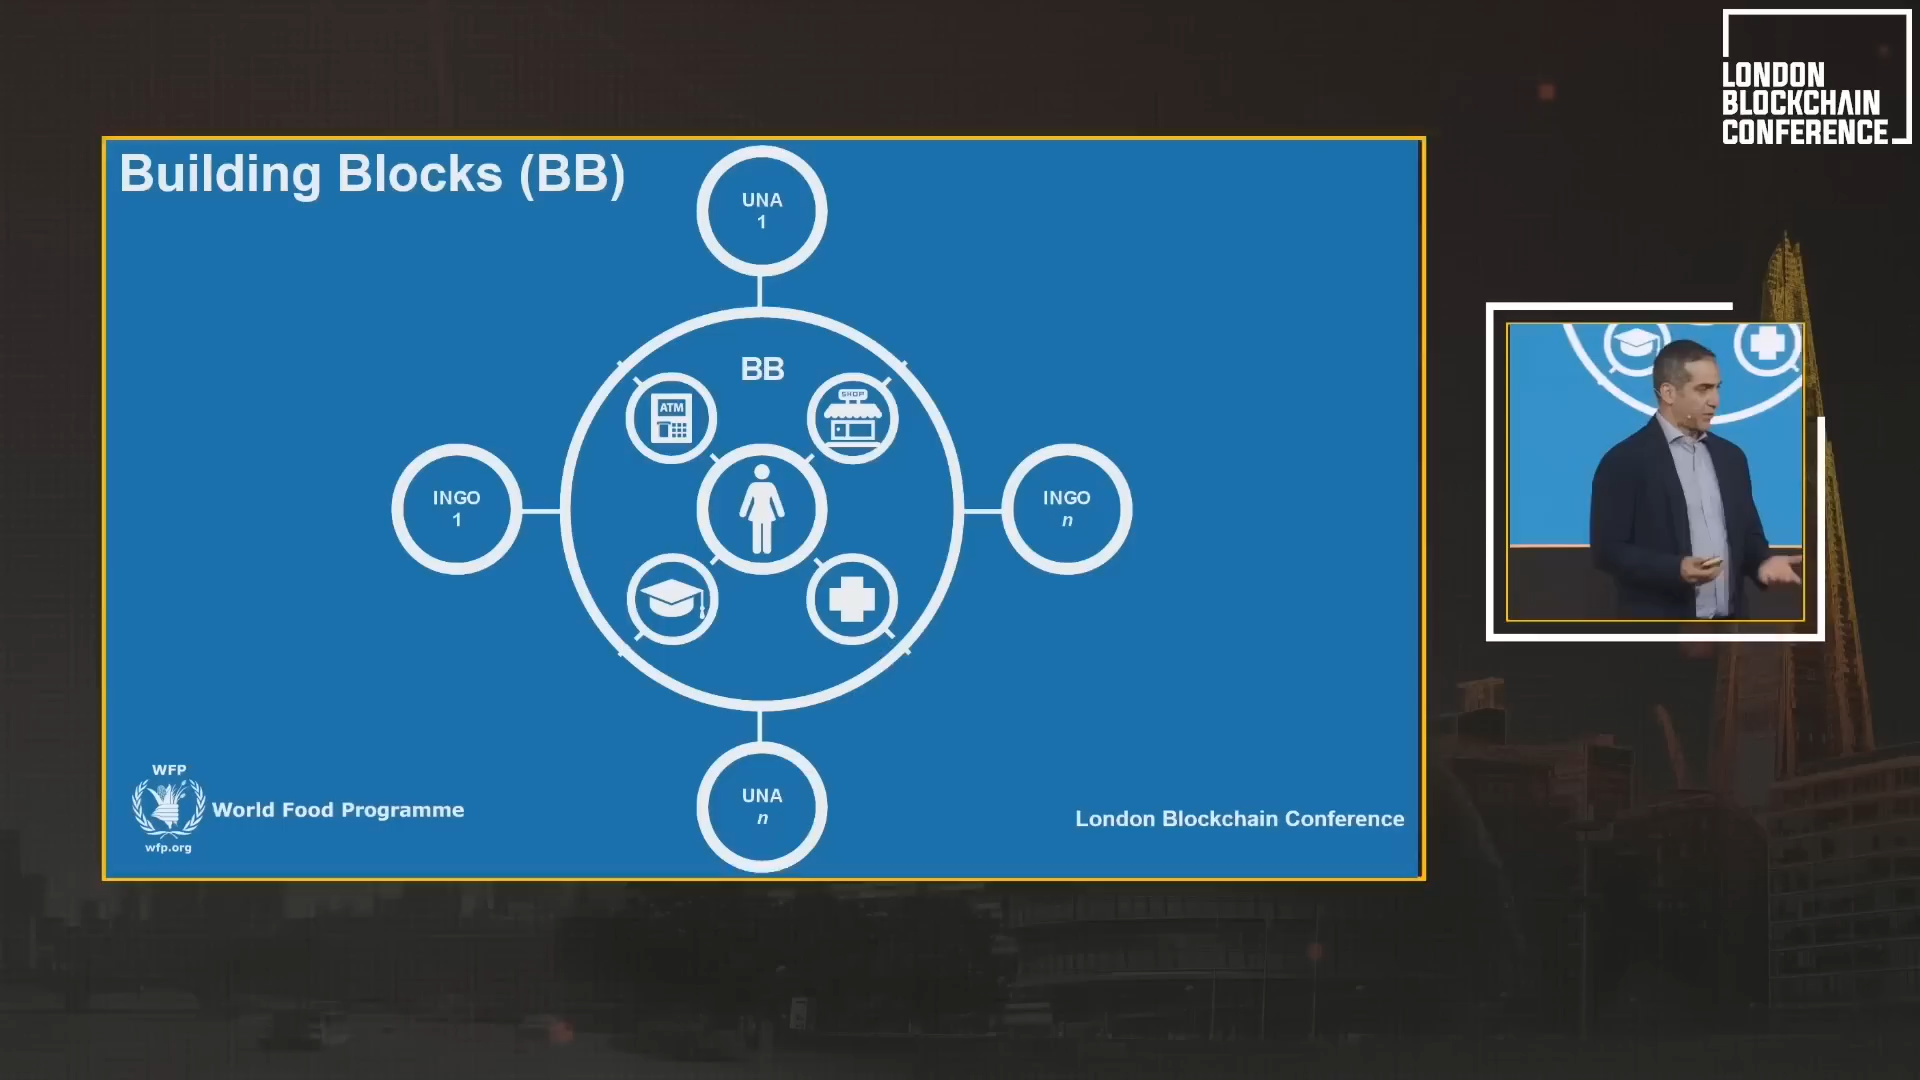 LONDON
BLOCKCHAIN
CONFERENCE
Building Blocks (BB)
UNA
1
BB
ATM
SHOP
INGO
1
INGO
n
UNA
n
WFP
World Food Programme
wfp.org
London Blockchain Conference